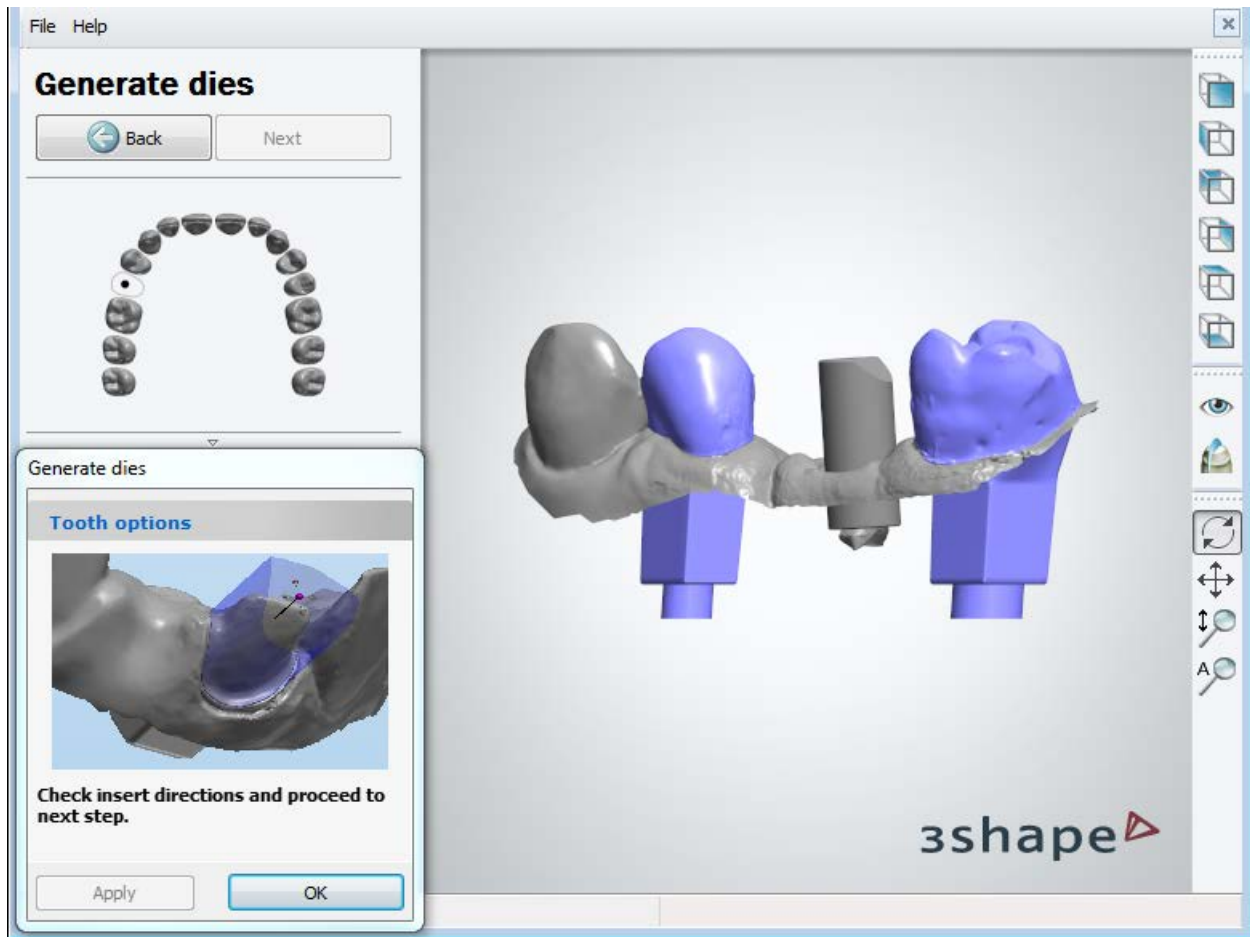 File Help
Generate dies
Back Next
Generate dies
Tooth options
Check insert directions and proceed to
next step.
Apply OK
3shape
A